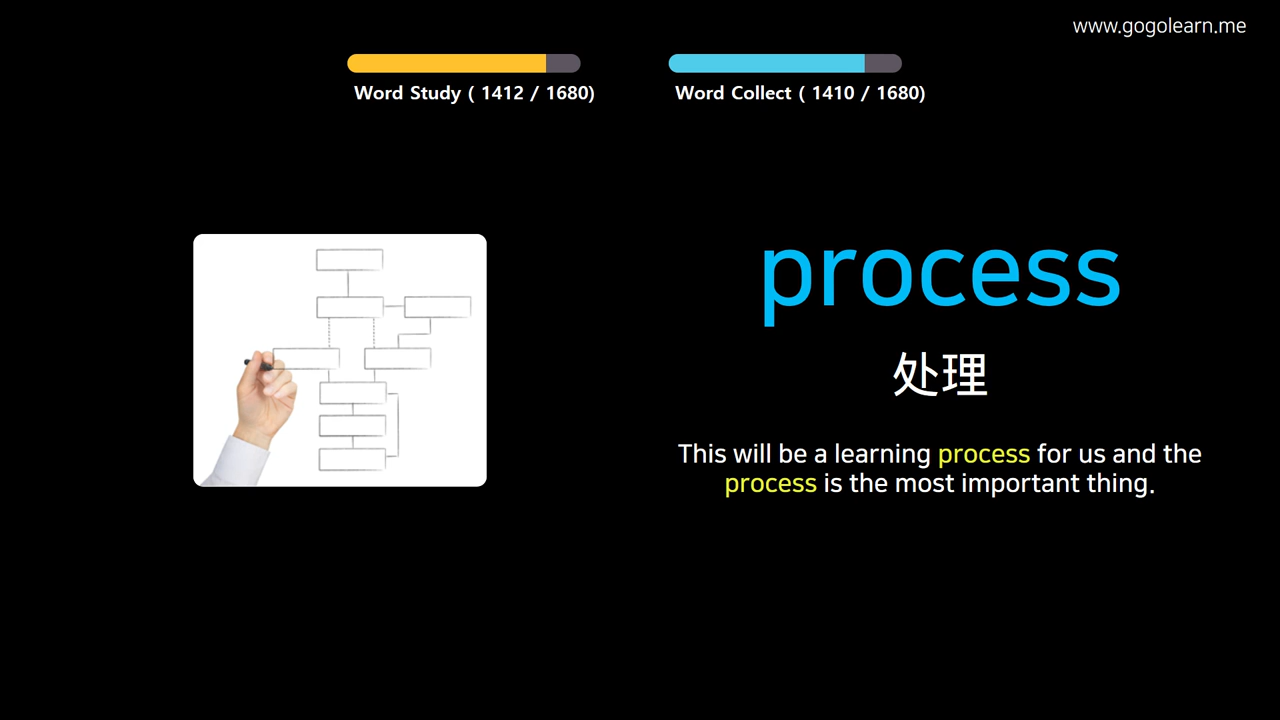 www.gogolearn.me
Word Study ( 1412 / 1680)
Word Collect ( 1410 / 1680)
process
处理
This will be a learning process for us and the
process is the most important thing.